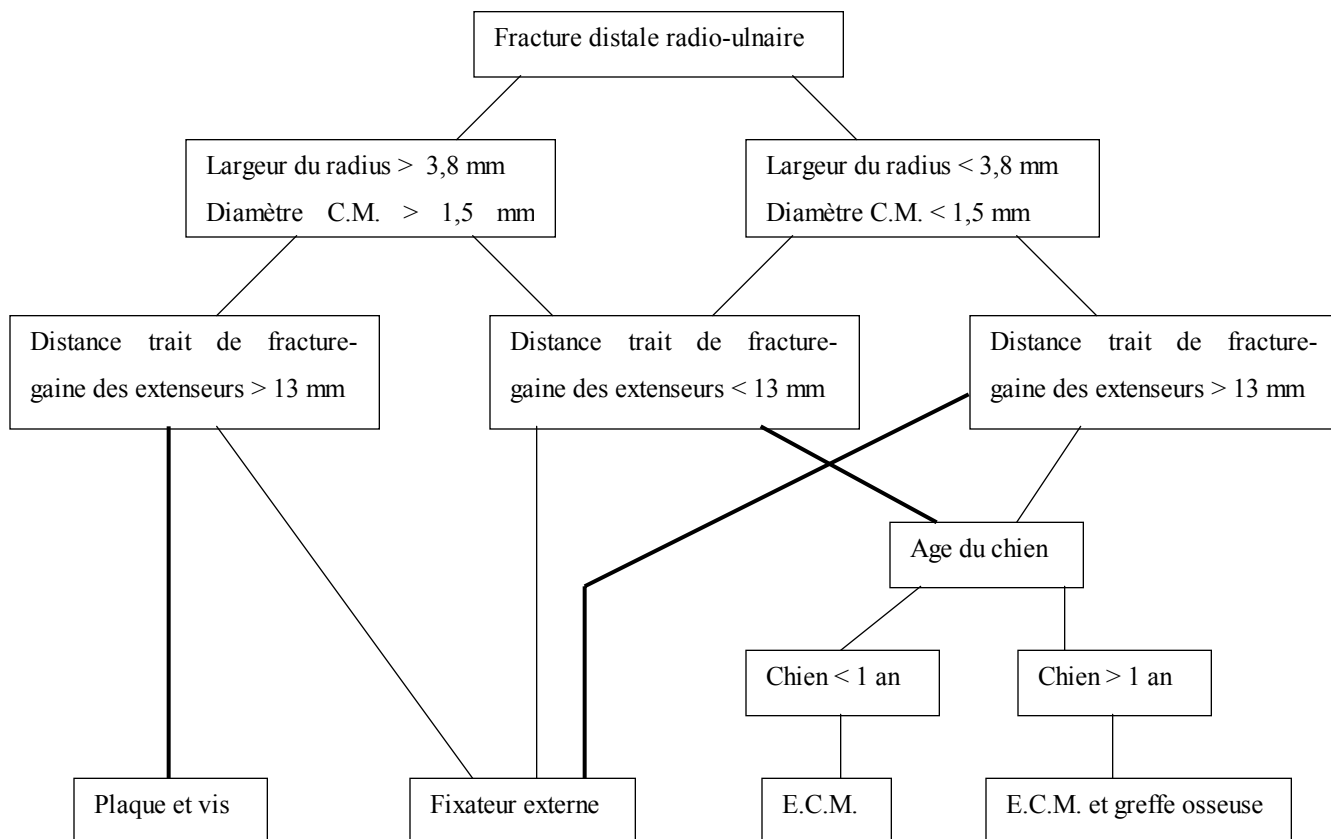 Fracture distale radio-ulnaire
Largeur du radius > 3,8 mm
Diamètre C.M. > 1,5 mm
Largeur du radius < 3,8 mm
Diamètre C.M. < 1,5 mm
Distance trait de fracture-
gaine des extenseurs > 13 mm
Distance trait de fracture-
gaine des extenseurs < 13 mm
Distance trait de fracture-
gaine des extenseurs > 13 mm
Age du chien
Chien < 1 an
Chien > 1 an
Plaque et vis
Fixateur externe
E.C.M.
E.C.M. et greffe osseuse